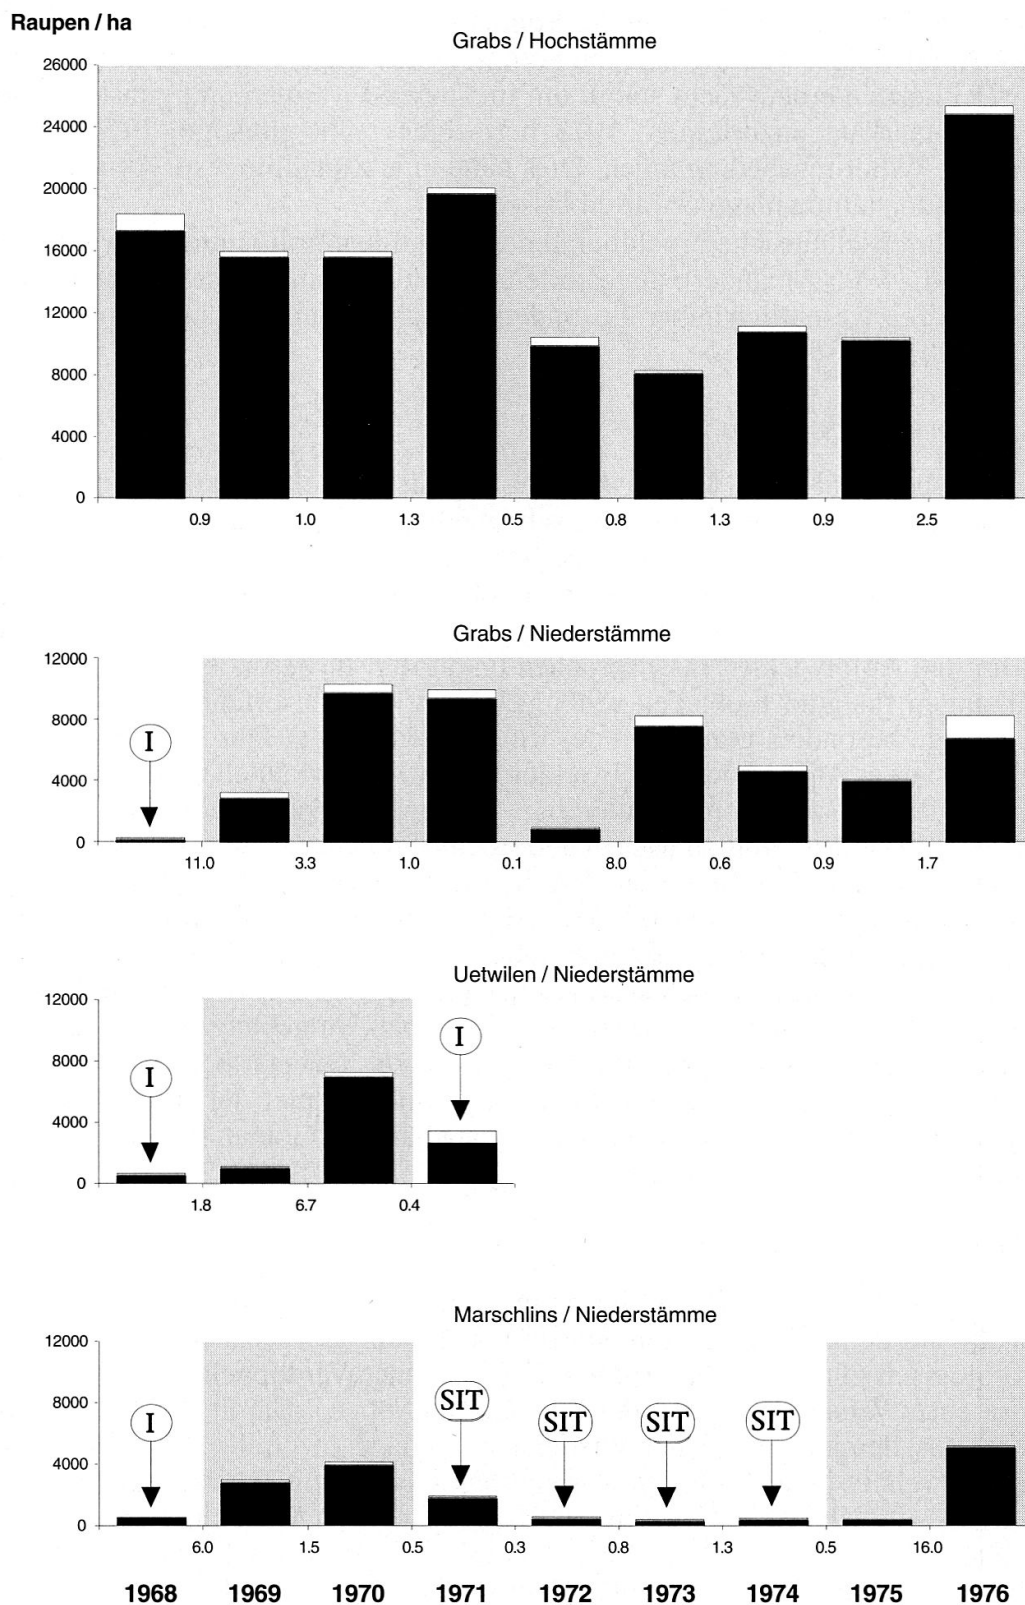 Raupen / ha
Grabs / Hochstämme
26000
24000
20000
16000
12000
8000
4000
0
0.9 1.0 1.3 0.5 0.8 1.3 0.9 2.5
Grabs / Niederstämme
12000
8000
I
4000
0
11.0 3.3 1.0 0.1 8.0 0.6 0.9 1.7
Uetwilen / Niederstämme
12000
I
8000
I
4000
0
1.8 6.7 0.4
Marschlins / Niederstämme
12000
8000
I SIT SIT SIT SIT
4000
0
6.0 1.5 0.5 0.3 0.8 1.3 0.5 16.0
1968 1969 1970 1971 1972 1973 1974 1975 1976